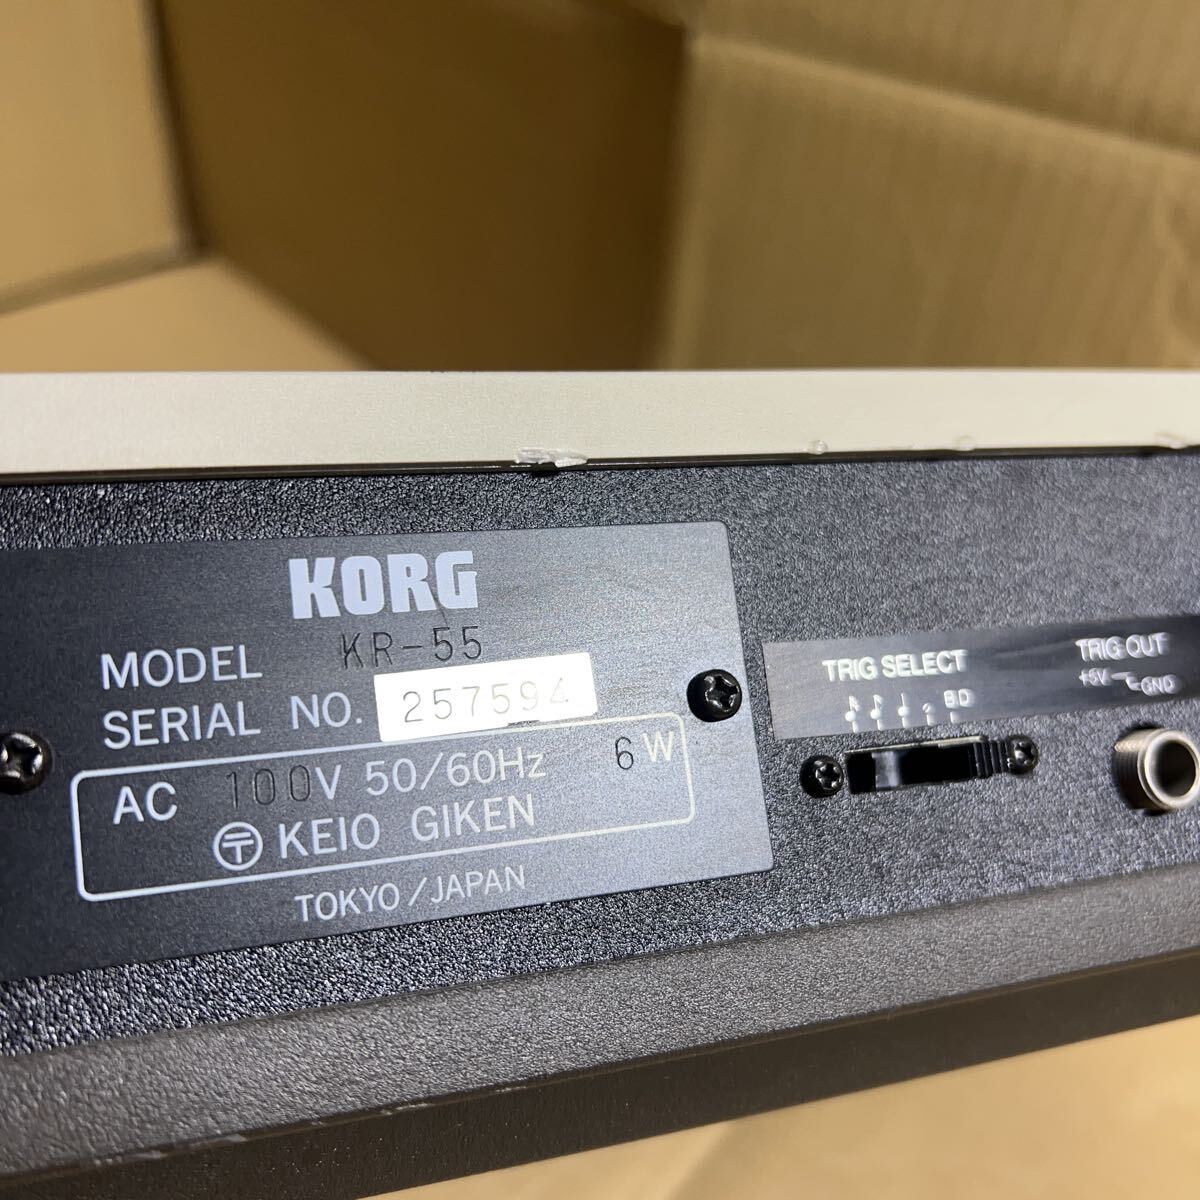 KORG
MODEL KR-55
SERIAL NO. 257594
AC 100V 50/60Hz 6W
〒 KEIO GIKEN
TOKYO/JAPAN
TRIG SELECT
BD
TRIG OUT
+5V
GND